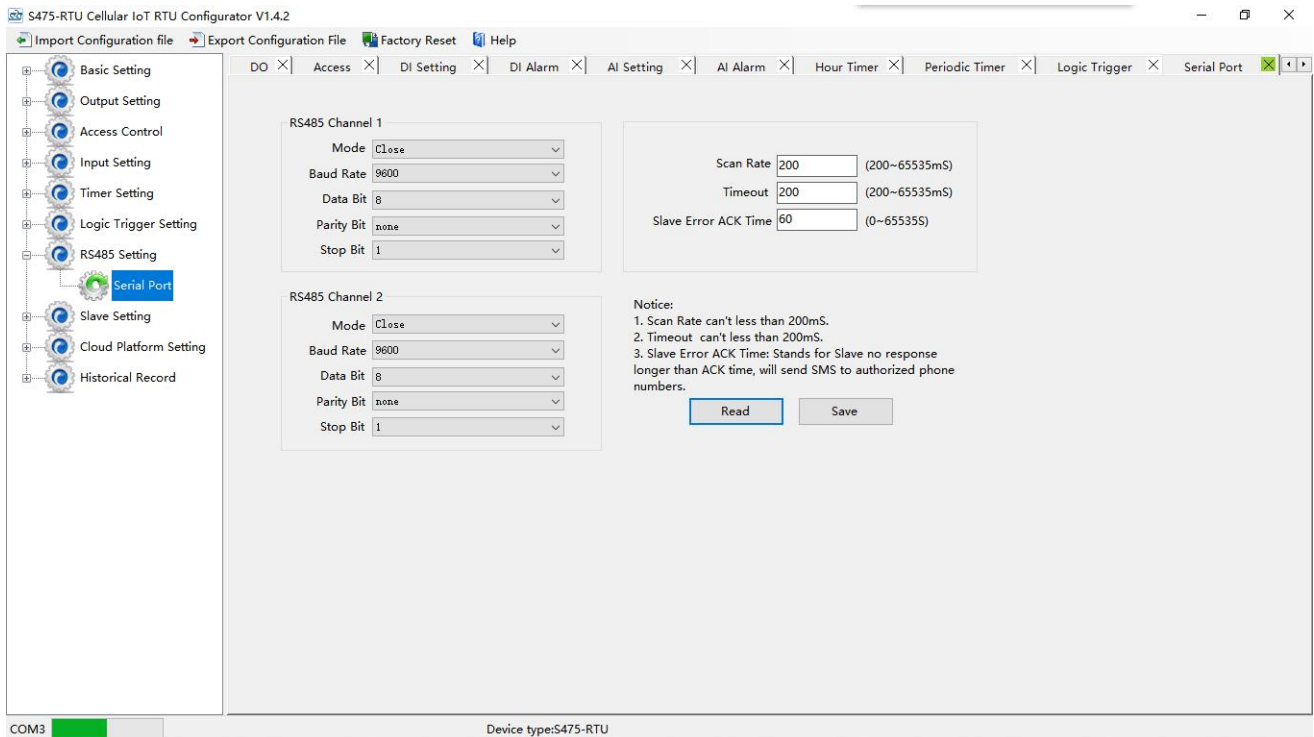 S475-RTU Cellular IoT RTU Configurator V1.4.2
Import Configuration file Export Configuration File Factory Reset Help
Basic Setting
Output Setting
Access Control
Input Setting
Timer Setting
Logic Trigger Setting
RS485 Setting
Serial Port
Slave Setting
Cloud Platform Setting
Historical Record
DO Access DI Setting DI Alarm AI Setting AI Alarm Hour Timer Periodic Timer Logic Trigger Serial Port
RS485 Channel 1
Mode Close
Baud Rate 9600
Data Bit 8
Parity Bit none
Stop Bit 1
RS485 Channel 2
Mode Close
Baud Rate 9600
Data Bit 8
Parity Bit none
Stop Bit 1
Scan Rate 200 (200~65535mS)
Timeout 200 (200~65535mS)
Slave Error ACK Time 60 (0~65535S)
Notice:
1. Scan Rate can't less than 200mS.
2. Timeout can't less than 200mS.
3. Slave Error ACK Time: Stands for Slave no response
longer than ACK time, will send SMS to authorized phone
numbers.
Read Save
COM3 Device type:S475-RTU